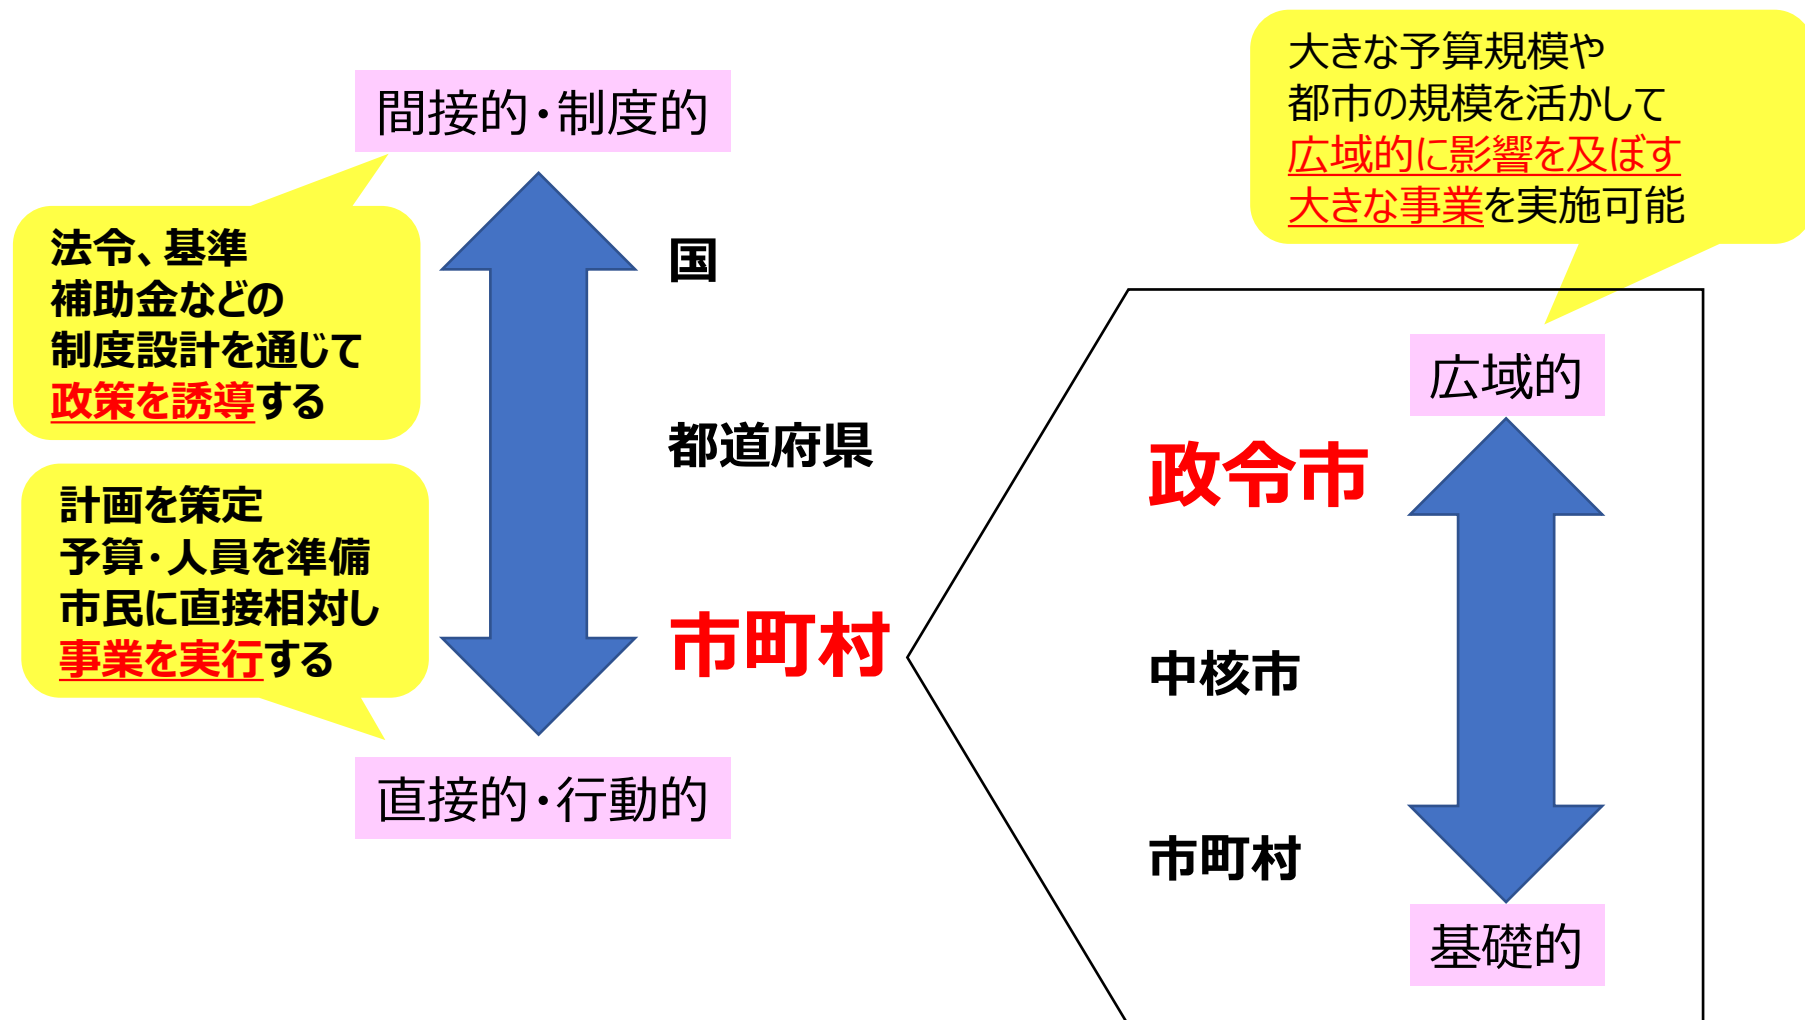 間接的・制度的
法令、基準
補助金などの
制度設計を通じて
政策を誘導する
計画を策定
予算・人員を準備
市民に直接相対し
事業を実行する
国
都道府県
市町村
直接的・行動的
大きな予算規模や
都市の規模を活かして
広域的に影響を及ぼす
大きな事業を実施可能
広域的
政令市
中核市
市町村
基礎的